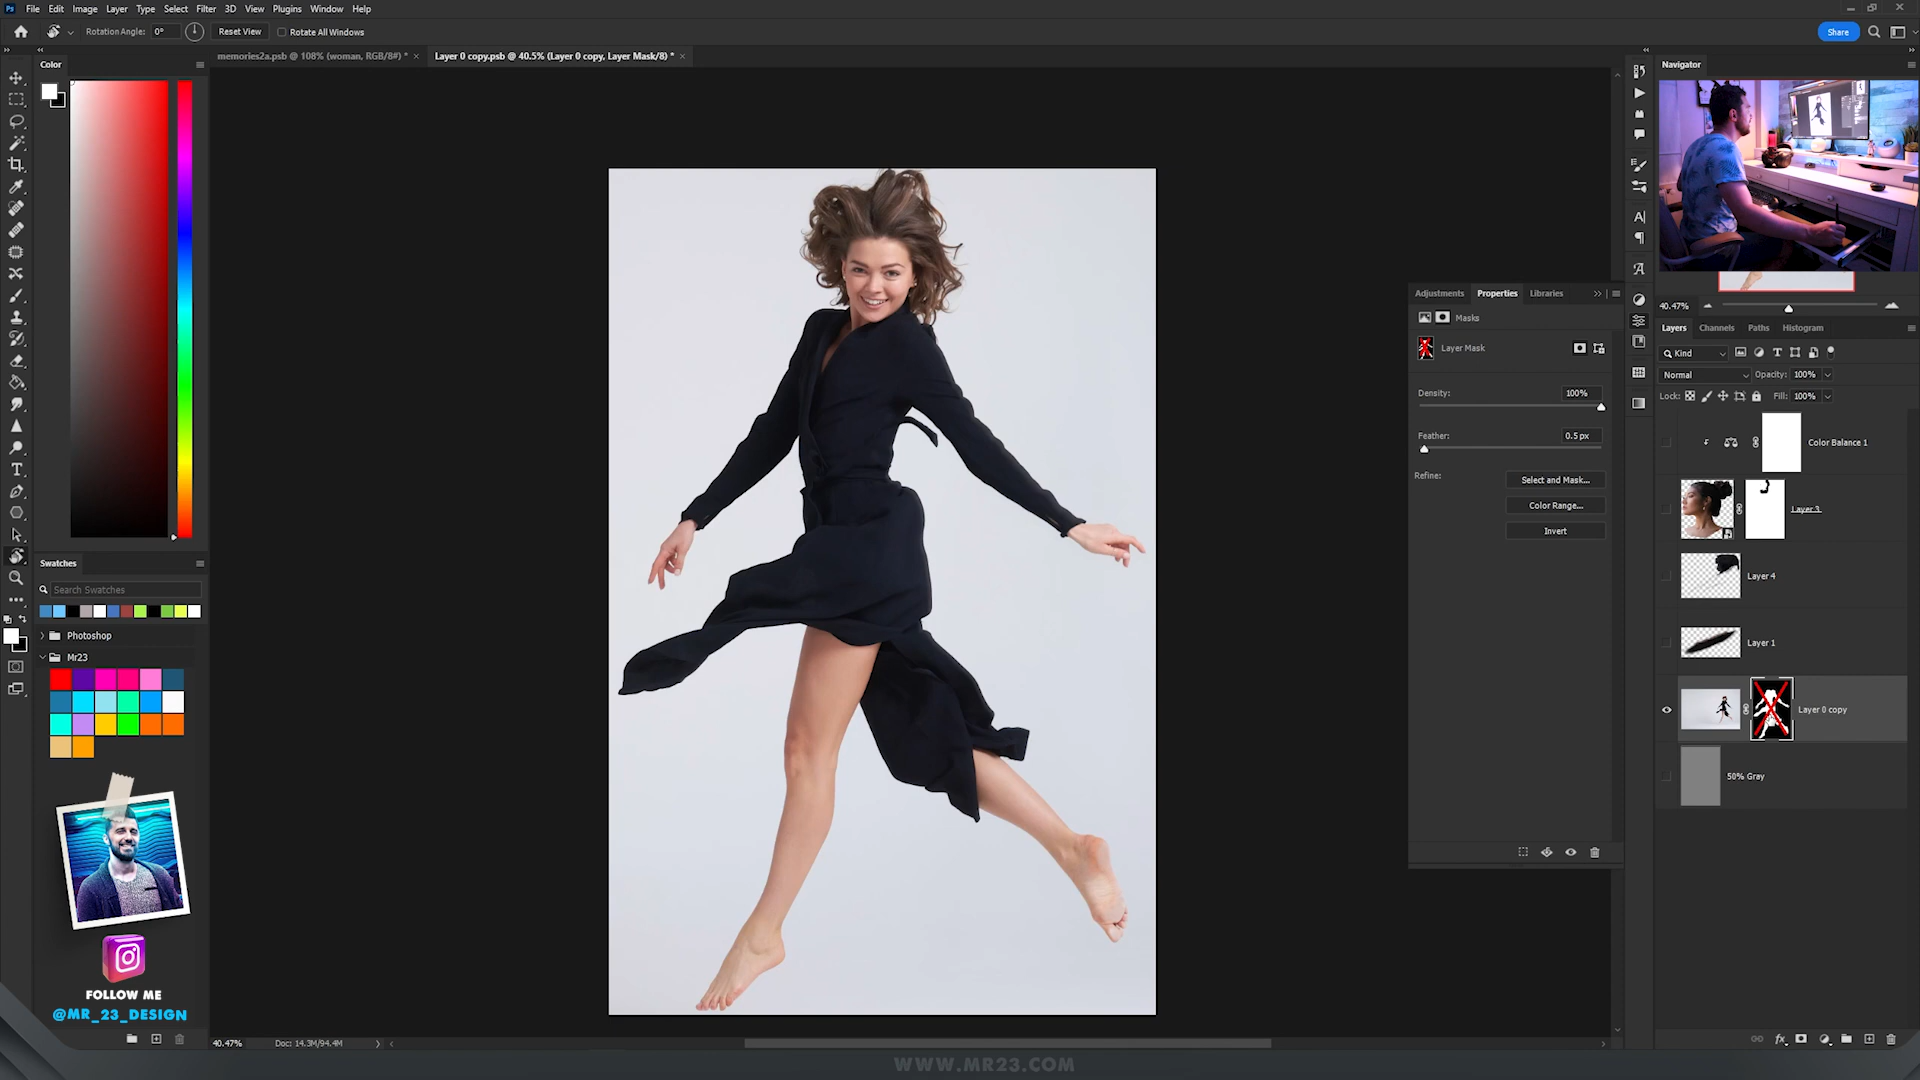 Ps File Edit Image Layer Type Select Filter 3D View Plugins Window Help
Rotation Angle: 0° Reset View Rotate All Windows Share
memories2a.psb @ 108% (woman, RGB/8#) * × Layer 0 copy.psb @ 40.5% (Layer 0 copy, Layer Mask/8) * ×
Color
Navigator
40.47%
Adjustments Properties Libraries
Masks
Layer Mask
Density: 100%
Feather: 0.5 px
Refine: Select and Mask...
Color Range...
Invert
Layers Channels Paths Histogram
Kind
Normal Opacity: 100%
Lock: Fill: 100%
Color Balance 1
Layer 3
Layer 4
Layer 1
Layer 0 copy
50% Gray
Swatches
Search Swatches
Photoshop
Mr23
FOLLOW ME
@MR_23_DESIGN
40.47% Doc: 14.3M/94.4M
WWW.MR23.COM